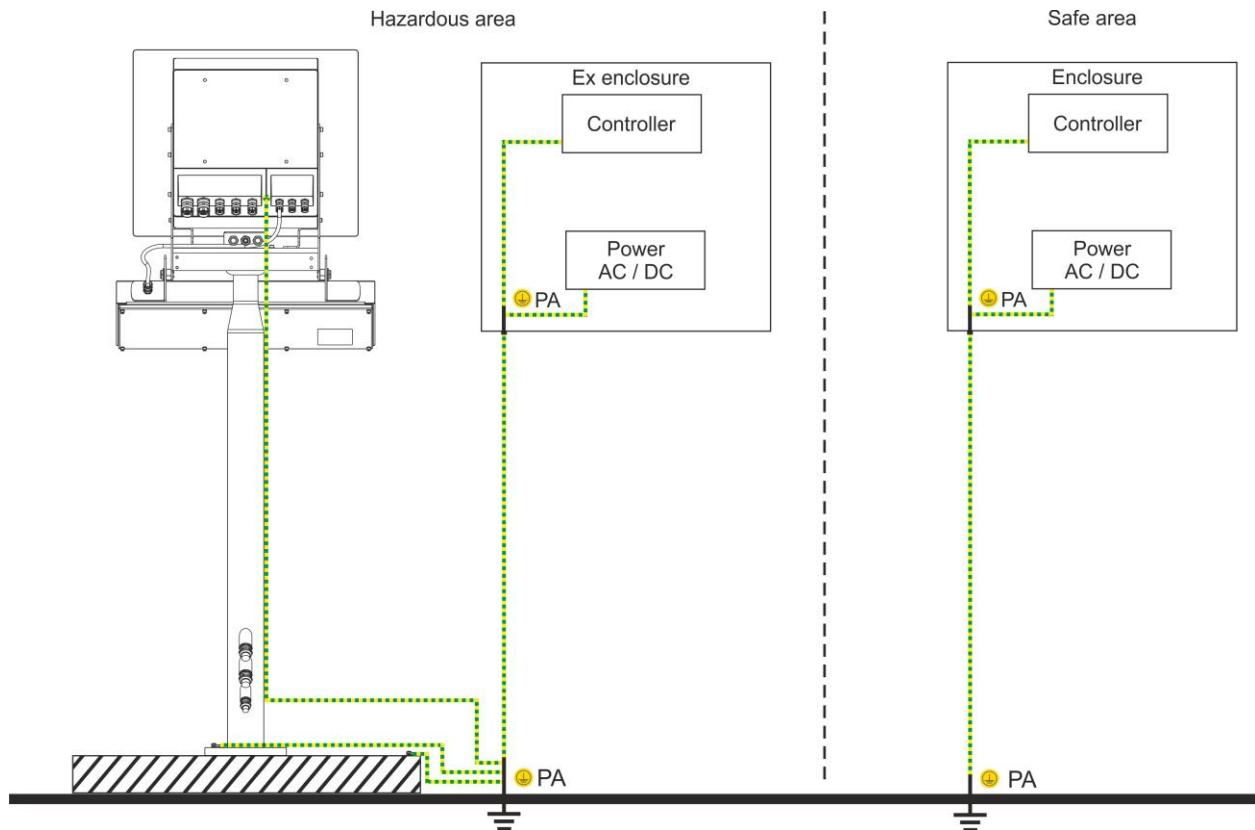 Hazardous area
Safe area
Ex enclosure
Controller
Power
AC / DC
PA
PA
Enclosure
Controller
Power
AC / DC
PA
PA